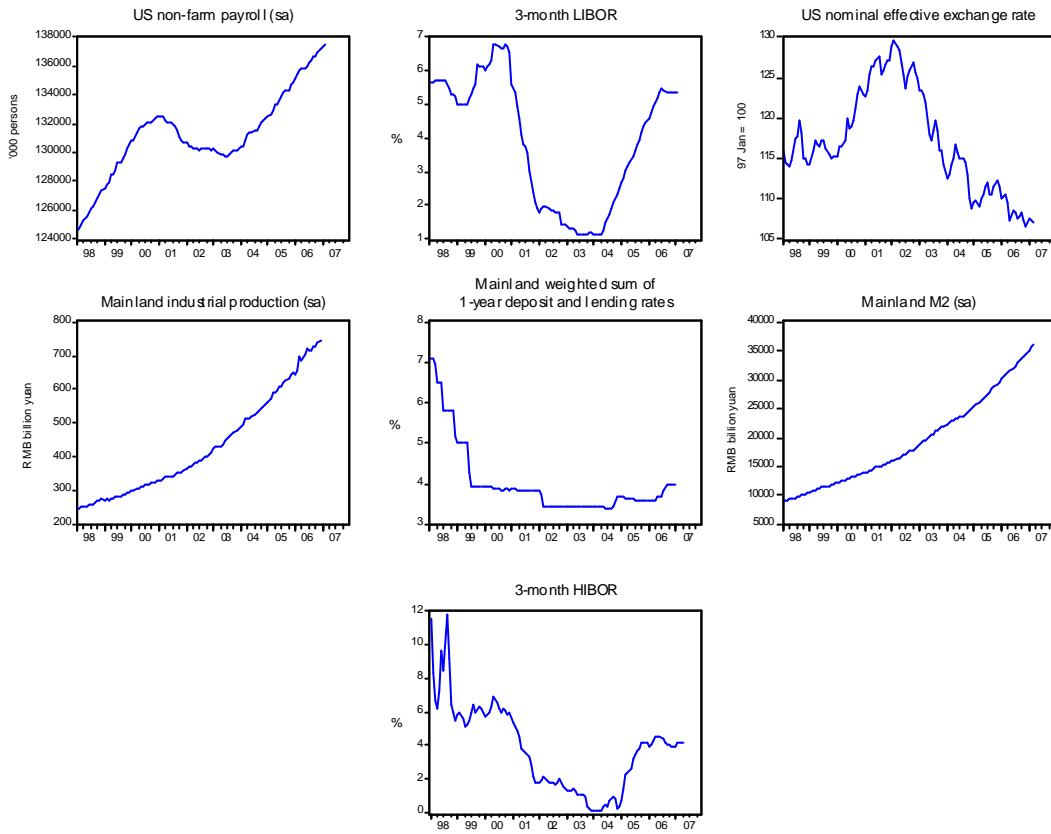 US non-farm payroll (sa)
'000 persons
138000
136000
134000
132000
130000
128000
126000
124000
98 99 00 01 02 03 04 05 06 07
3-month LIBOR
%
7
6
5
4
3
2
1
98 99 00 01 02 03 04 05 06 07
US nominal effective exchange rate
97 Jan = 100
130
125
120
115
110
105
98 99 00 01 02 03 04 05 06 07
Mainland industrial production (sa)
RMB billion yuan
800
700
600
500
400
300
200
98 99 00 01 02 03 04 05 06 07
Mainland weighted sum of
1-year deposit and lending rates
%
8
7
6
5
4
3
98 99 00 01 02 03 04 05 06 07
Mainland M2 (sa)
RMB billion yuan
40000
35000
30000
25000
20000
15000
10000
5000
98 99 00 01 02 03 04 05 06 07
3-month HIBOR
%
12
10
8
6
4
2
0
98 99 00 01 02 03 04 05 06 07